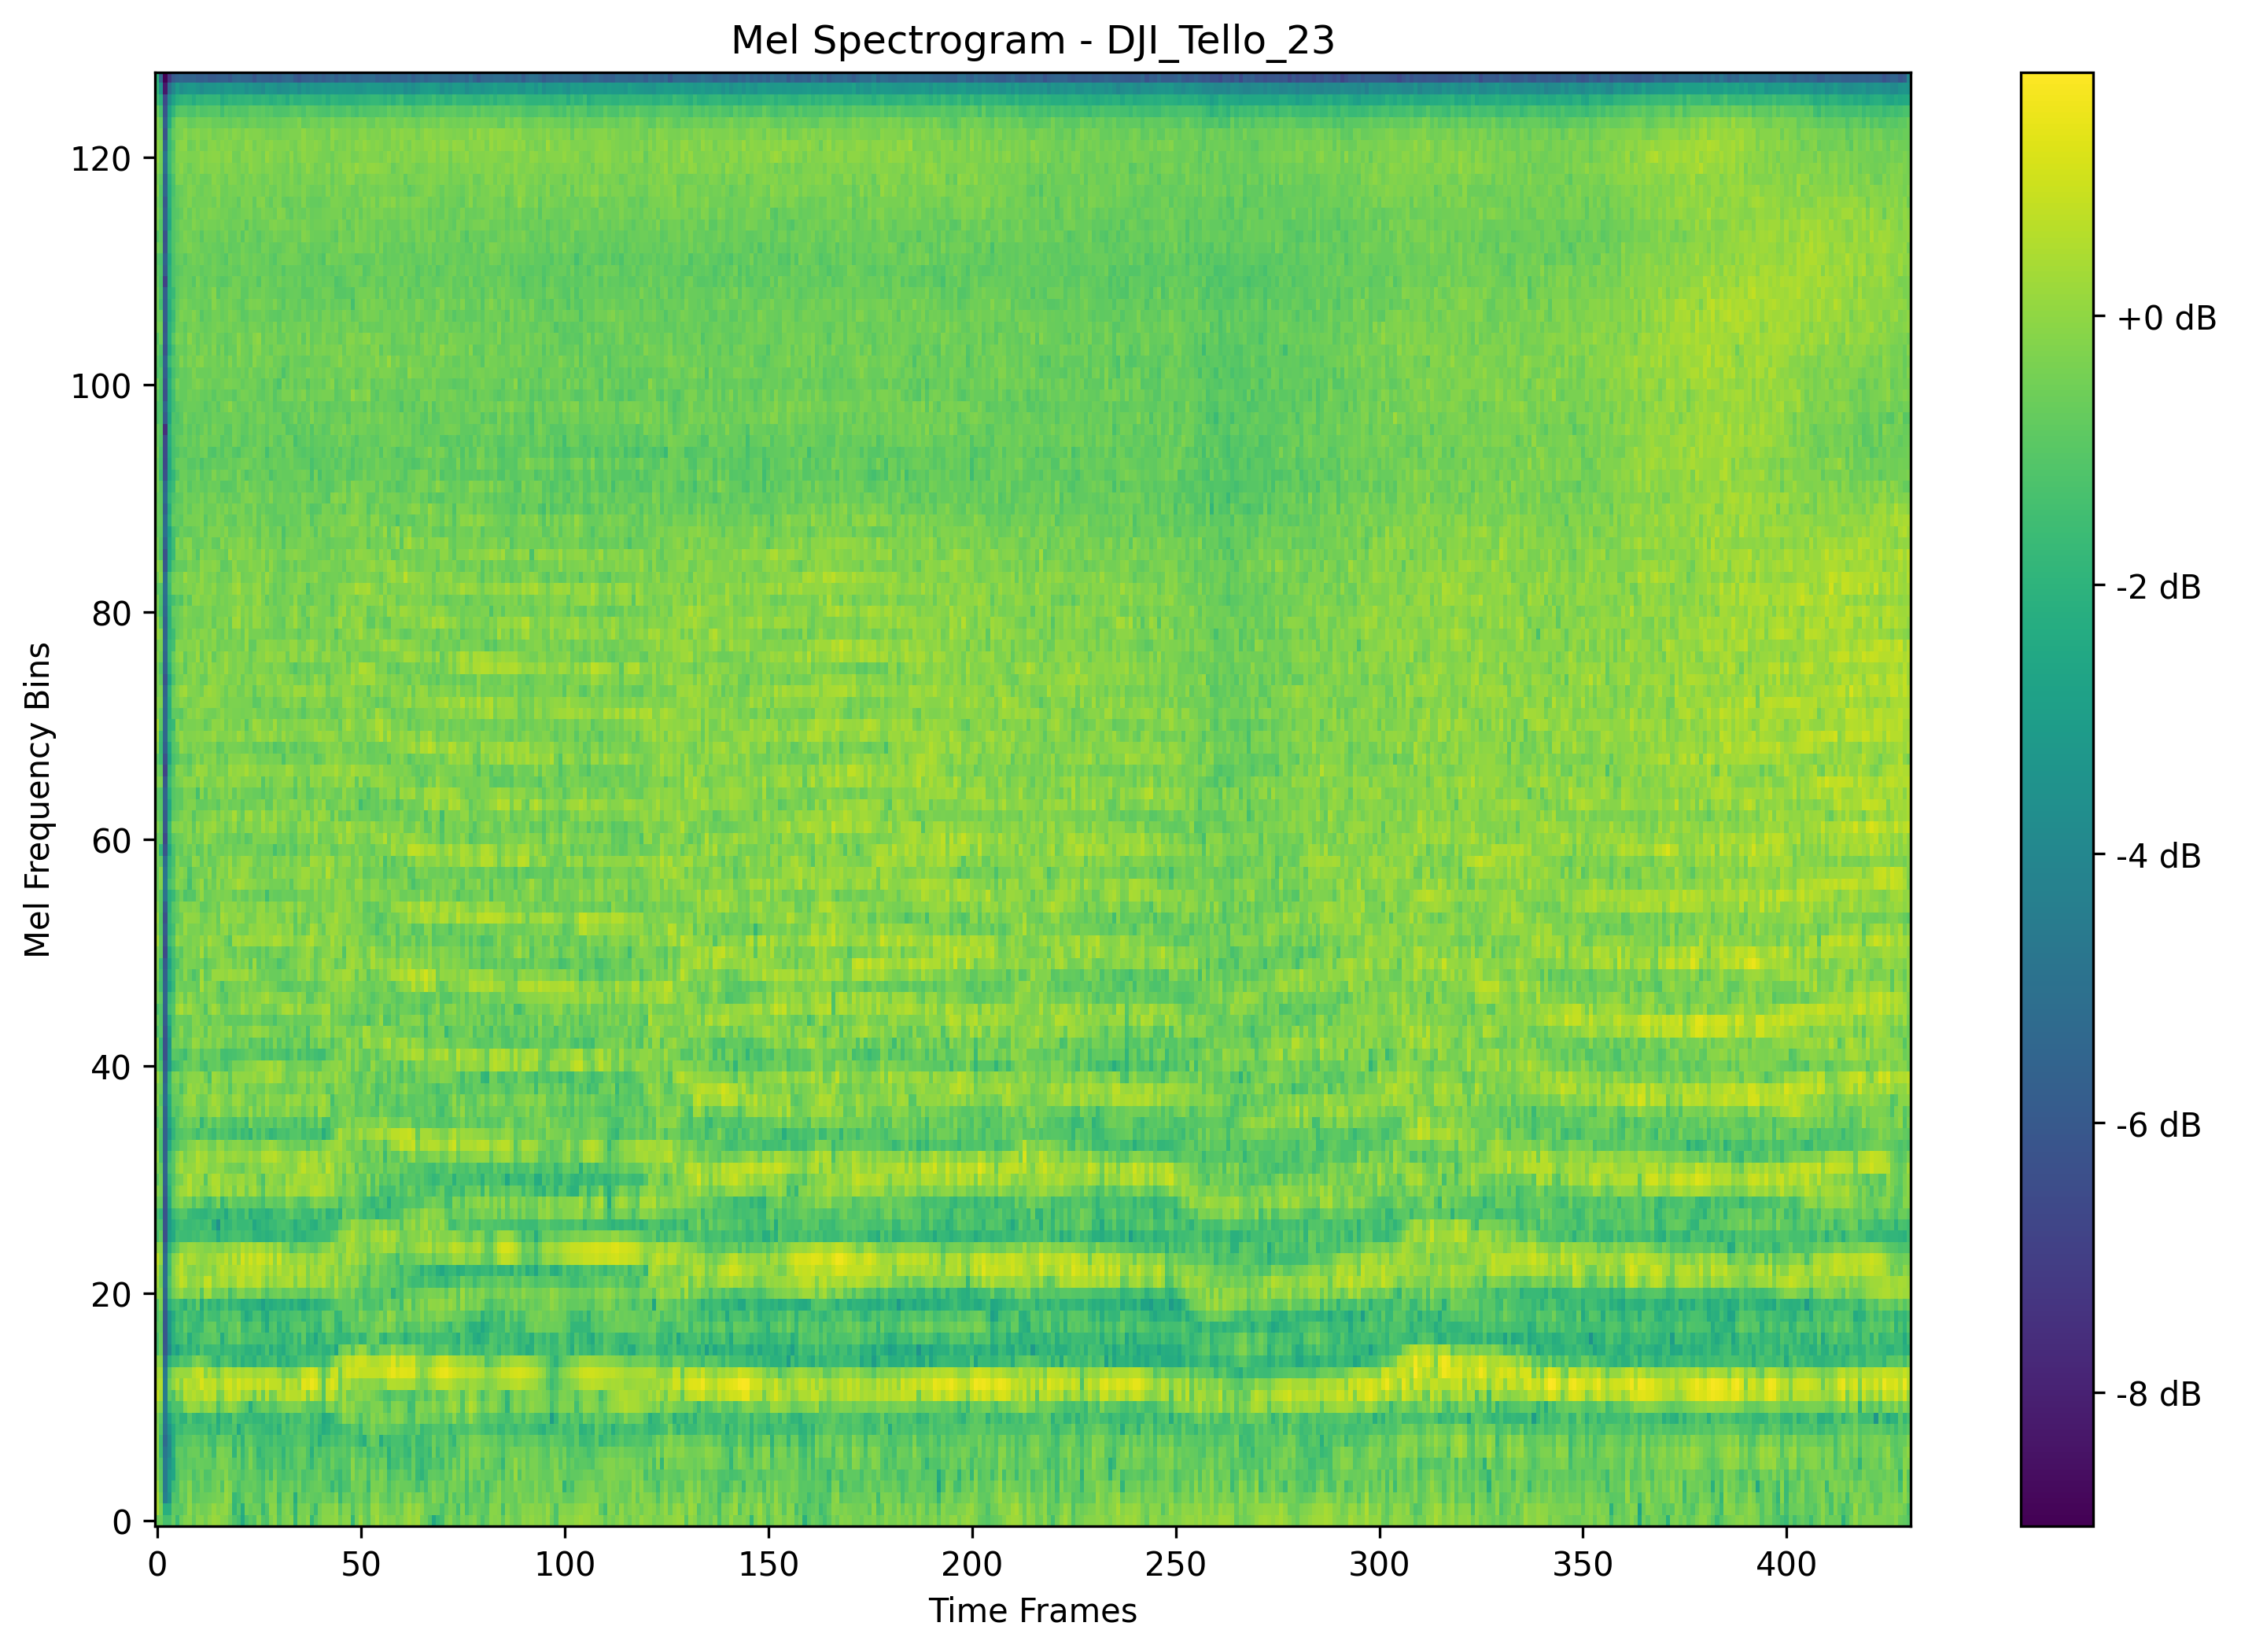 Mel Spectrogram - DJI_Tello_23
Mel Frequency Bins
120
100
80
60
40
20
0
0 50 100 150 200 250 300 350 400
Time Frames
+0 dB
-2 dB
-4 dB
-6 dB
-8 dB